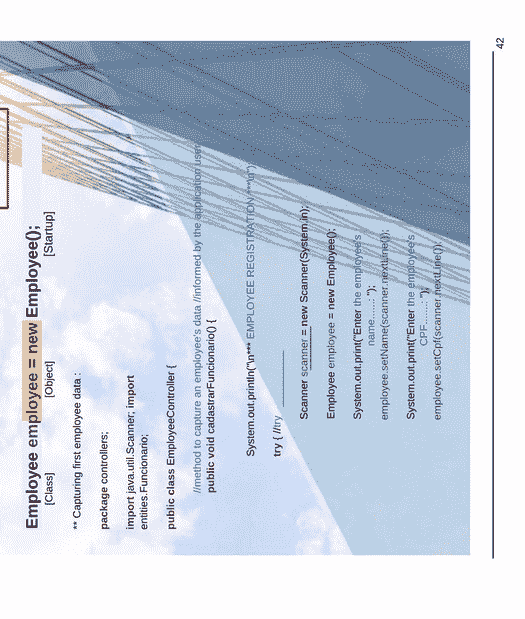 Employee employee = new Employee();
[Class] [Object] [Startup]
** Capturing first employee data :
package controllers;
import java.util.Scanner; import
entities.Funcionario;
public class EmployeeController {
//method to capture an employee's data //informed by the application user
public void cadastrarFuncionario() {
System.out.println("\n*** EMPLOYEE REGISTRATION ***\n");
try { //try
Scanner scanner = new Scanner(System.in);
Employee employee = new Employee();
System.out.print("Enter the employee's
name......: ");
employee.setName(scanner.nextLine());
System.out.print("Enter the employee's
CPF.......: ");
employee.setCpf(scanner.nextLine());
42